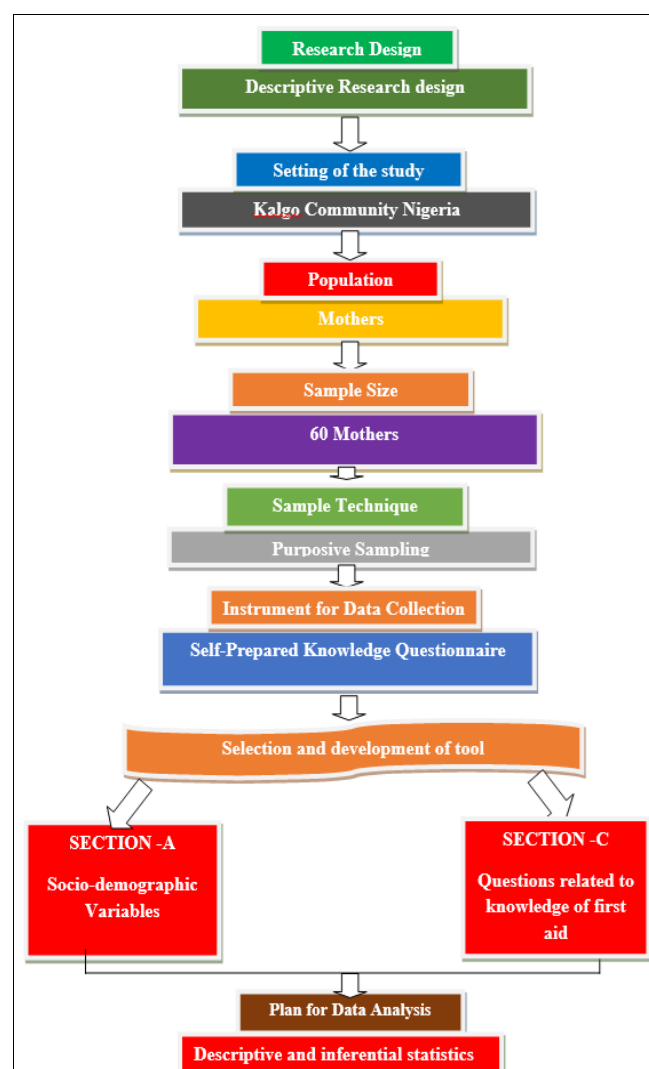 Research Design
Descriptive Research design
Setting of the study
Kalgo Community Nigeria
Population
Mothers
Sample Size
60 Mothers
Sample Technique
Purposive Sampling
Instrument for Data Collection
Self-Prepared Knowledge Questionnaire
Selection and development of tool
SECTION -A
Socio-demographic
Variables
SECTION -C
Questions related to
knowledge of first
aid
Plan for Data Analysis
Descriptive and inferential statistics